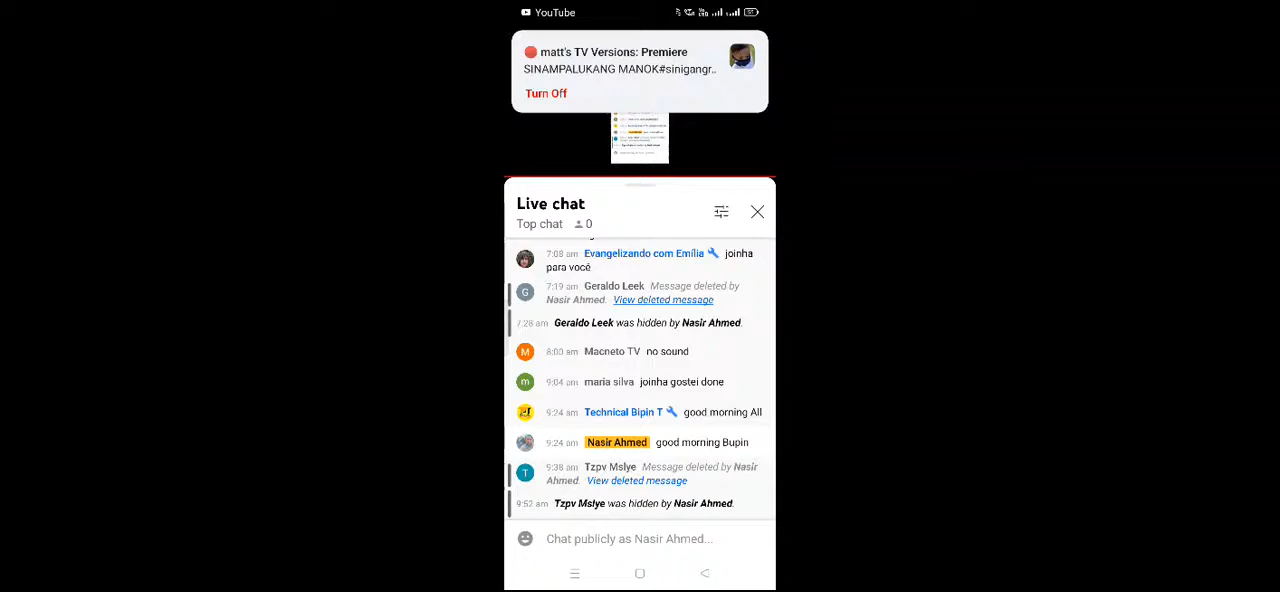 YouTube
matt's TV Versions: Premiere
SINAMPALUKANG MANOK#sinigangr..
Turn Off
Live chat
Top chat 0
7:08 am Evangelizando com Emília joinha
para você
7:19 am Geraldo Leek Message deleted by
Nasir Ahmed. View deleted message
7:28 am Geraldo Leek was hidden by Nasir Ahmed.
8:00 am Macneto TV no sound
9:04 am maria silva joinha gostei done
9:24 am Technical Bipin T good morning All
9:24 am Nasir Ahmed good morning Bupin
9:38 am Tzpv Mslye Message deleted by Nasir
Ahmed. View deleted message
9:52 am Tzpv Mslye was hidden by Nasir Ahmed.
Chat publicly as Nasir Ahmed...